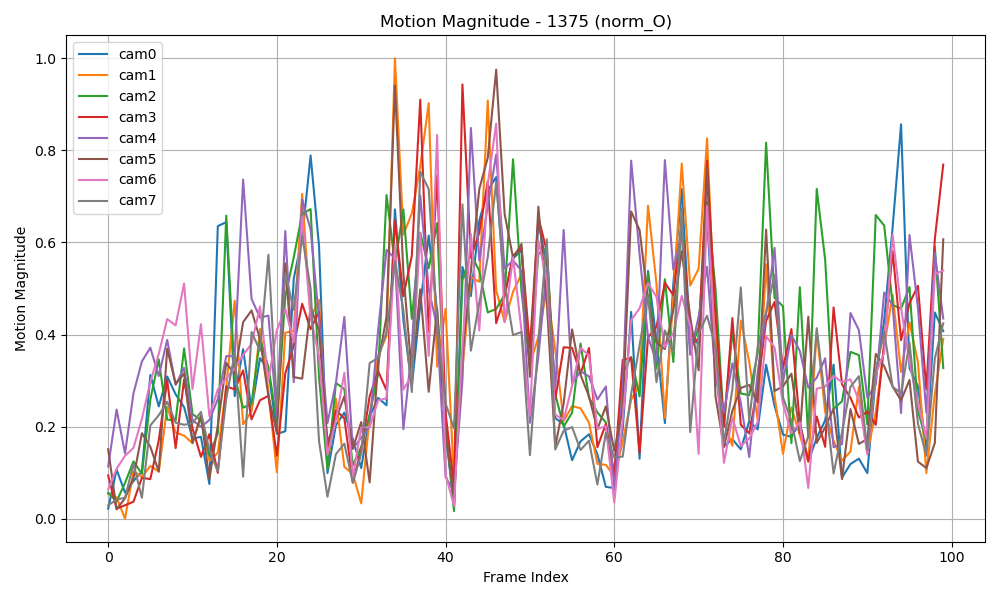 Motion Magnitude - 1375 (norm_O)
cam0
cam1
cam2
cam3
cam4
cam5
cam6
cam7
1.0
0.8
0.6
0.4
0.2
0.0
Motion Magnitude
0 20 40 60 80 100
Frame Index